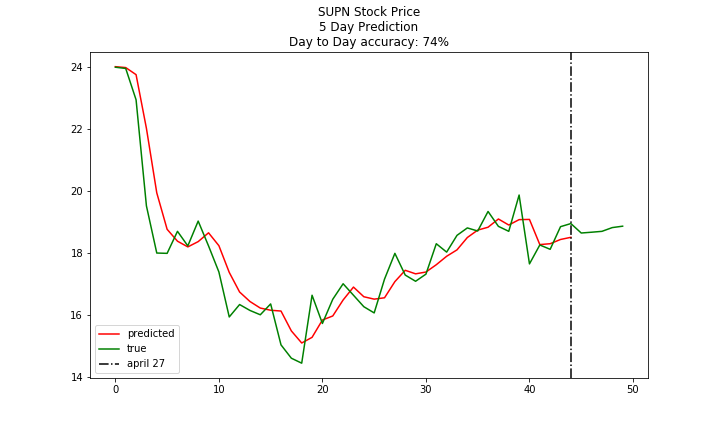 SUPN Stock Price
5 Day Prediction
Day to Day accuracy: 74%
24
22
20
18
16
14
predicted
true
april 27
0
10
20
30
40
50